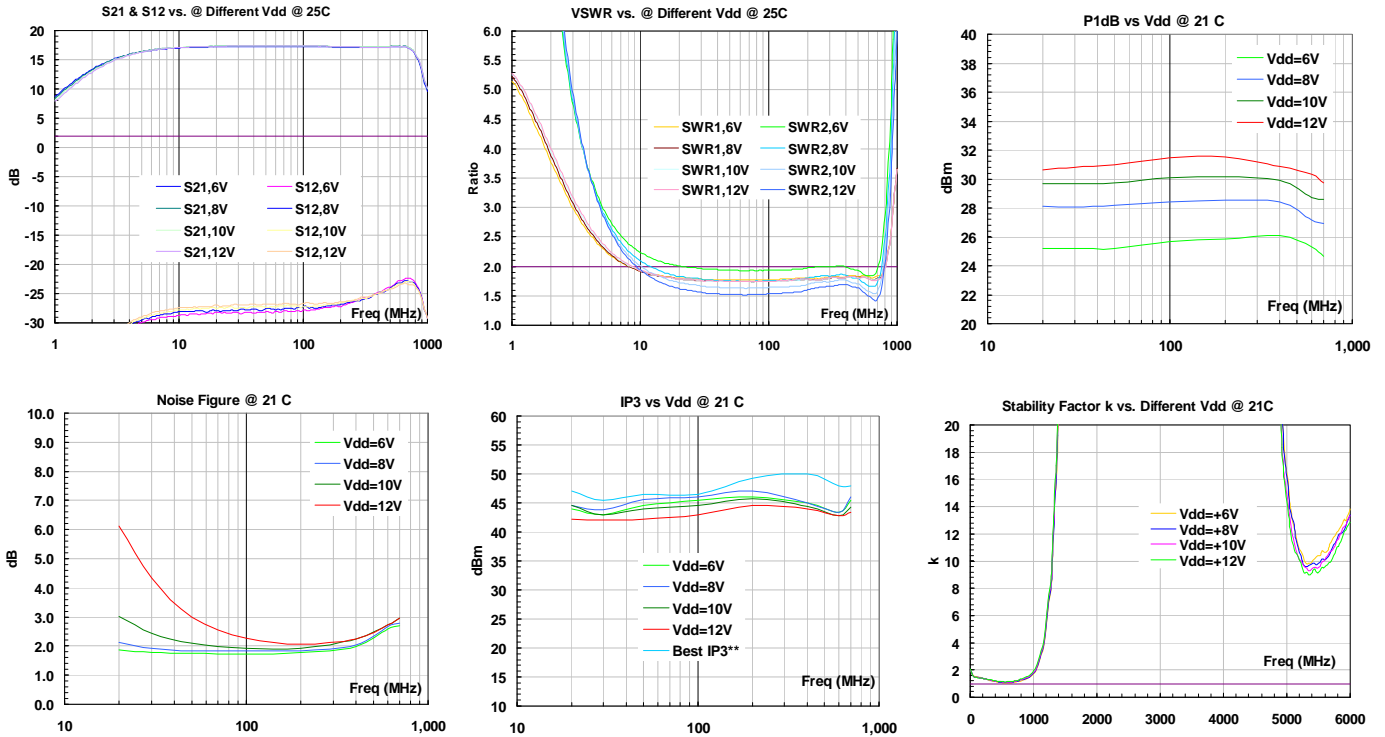 S21 & S12 vs. @ Different Vdd @ 25C
20
15
10
5
0
-5
-10
-15
-20
-25
-30
dB
S21,6V
S12,6V
S21,8V
S12,8V
S21,10V
S12,10V
S21,12V
S12,12V
Freq (MHz)
1
10
100
1000
VSWR vs. @ Different Vdd @ 25C
6.0
5.5
5.0
4.5
4.0
3.5
3.0
2.5
2.0
1.5
1.0
Ratio
SWR1,6V
SWR2,6V
SWR1,8V
SWR2,8V
SWR1,10V
SWR2,10V
SWR1,12V
SWR2,12V
Freq (MHz)
1
10
100
1000
P1dB vs Vdd @ 21 C
40
38
36
34
32
30
28
26
24
22
20
dBm
Vdd=6V
Vdd=8V
Vdd=10V
Vdd=12V
Freq (MHz)
10
100
1,000
Noise Figure @ 21 C
10.0
9.0
8.0
7.0
6.0
5.0
4.0
3.0
2.0
1.0
0.0
dB
Vdd=6V
Vdd=8V
Vdd=10V
Vdd=12V
Freq (MHz)
10
100
1,000
IP3 vs Vdd @ 21 C
60
55
50
45
40
35
30
25
20
15
10
dBm
Vdd=6V
Vdd=8V
Vdd=10V
Vdd=12V
Best IP3**
Freq (MHz)
10
100
1,000
Stability Factor k vs. Different Vdd @ 21C
20
18
16
14
12
10
8
6
4
2
0
k
Vdd=+6V
Vdd=+8V
Vdd=+10V
Vdd=+12V
Freq (MHz)
0
1000
2000
3000
4000
5000
6000